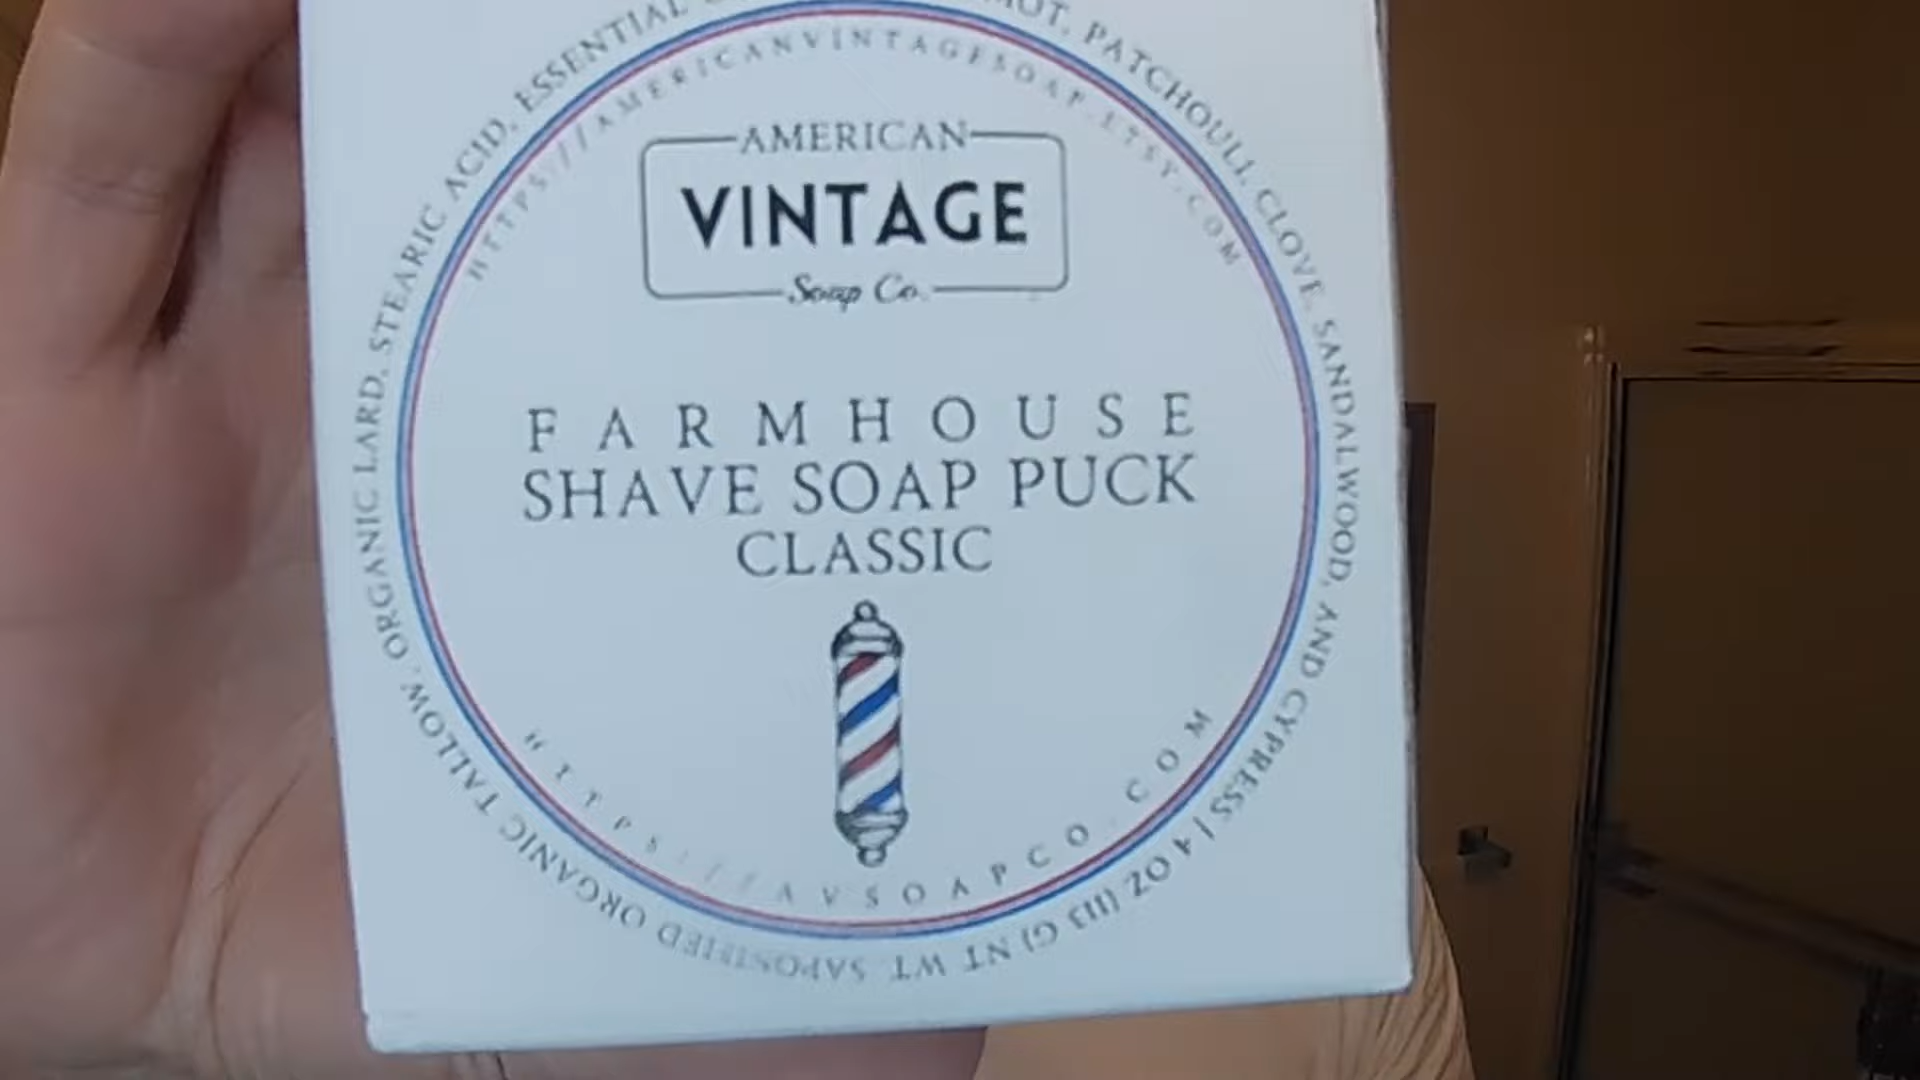 SAPONIFIED ORGANIC TALLOW, ORGANIC LARD, STEARIC ACID, ESSENTIAL PATCHOULI, CLOVE, SANDALWOOD, AND CYPRESS | 4 OZ (113 G) NT WT
HTTPS://AMERICANVINTAGESOAP.ETSY.COM
AMERICAN
VINTAGE
Soap Co.
FARMHOUSE
SHAVE SOAP PUCK
CLASSIC
HTTPS://AVSOAPCO.COM